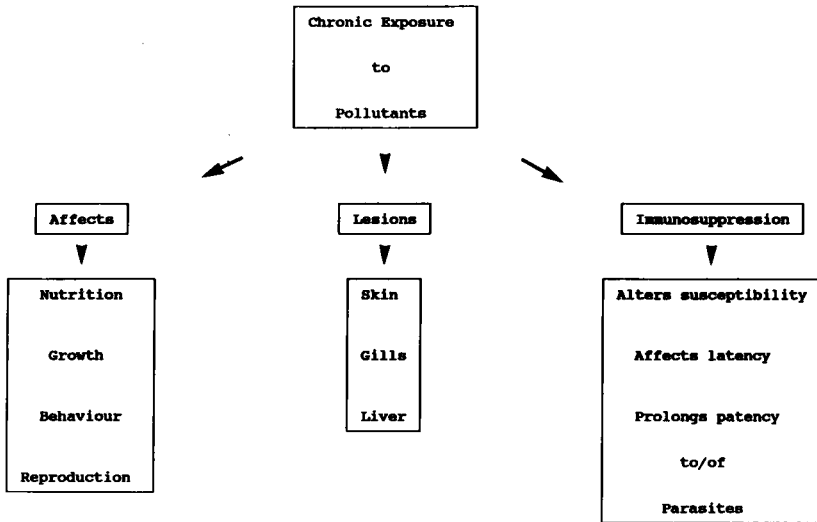 Chronic Exposure
to
Pollutants
Affects
Lesions
Immunosuppression
Nutrition
Growth
Behaviour
Reproduction
Skin
Gills
Liver
Alters susceptibility
Affects latency
Prolongs patency
to/of
Parasites